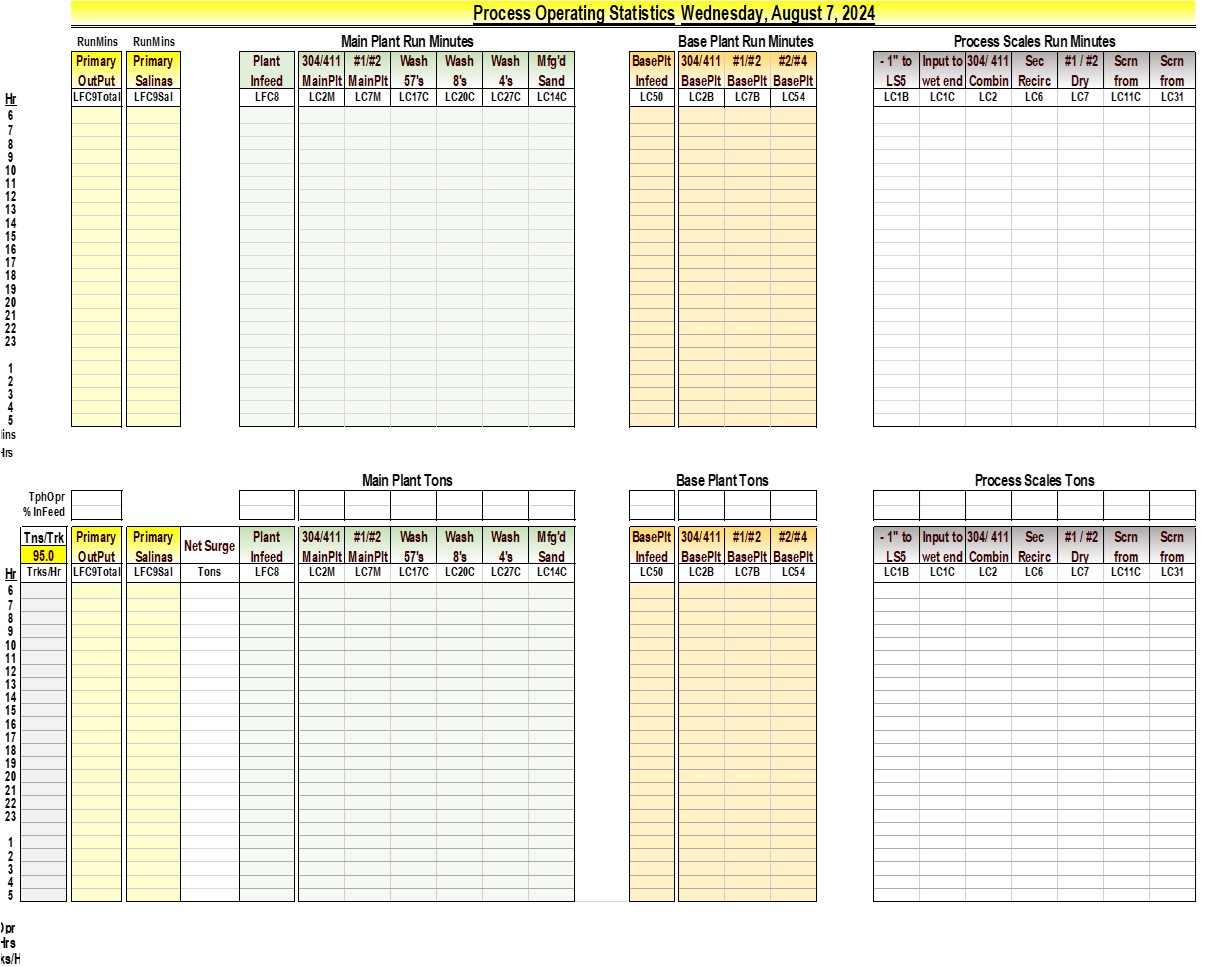 Process Operating Statistics Wednesday, August 7, 2024
RunMins RunMins Main Plant Run Minutes Base Plant Run Minutes Process Scales Run Minutes
Primary Primary Plant 304/411 #1/#2 Wash Wash Wash Mfg'd BasePlt 304/411 #1/#2 #2/#4 - 1" to Input to 304/ 411 Sec #1 / #2 Scrn Scrn
OutPut Salinas Infeed MainPlt MainPlt 57's 8's 4's Sand Infeed BasePlt BasePlt BasePlt LS5 wet end Combin Recirc Dry from from
Hr LFC9Total LFC9Sal LFC8 LC2M LC7M LC17C LC20C LC27C LC14C LC50 LC2B LC7B LC54 LC1B LC1C LC2 LC6 LC7 LC11C LC31
6
7
8
9
10
11
12
13
14
15
16
17
18
19
20
21
22
23
1
2
3
4
5
lins
Hrs
Main Plant Tons Base Plant Tons Process Scales Tons
TphOpr
% InFeed
Tns/Trk Primary Primary Net Surge Plant 304/411 #1/#2 Wash Wash Wash Mfg'd BasePlt 304/411 #1/#2 #2/#4 - 1" to Input to 304/ 411 Sec #1 / #2 Scrn Scrn
95.0 OutPut Salinas Infeed MainPlt MainPlt 57's 8's 4's Sand Infeed BasePlt BasePlt BasePlt LS5 wet end Combin Recirc Dry from from
Hr Trks/Hr LFC9Total LFC9Sal Tons LFC8 LC2M LC7M LC17C LC20C LC27C LC14C LC50 LC2B LC7B LC54 LC1B LC1C LC2 LC6 LC7 LC11C LC31
6
7
8
9
10
11
12
13
14
15
16
17
18
19
20
21
22
23
1
2
3
4
5
Opr
Hrs
ks/H